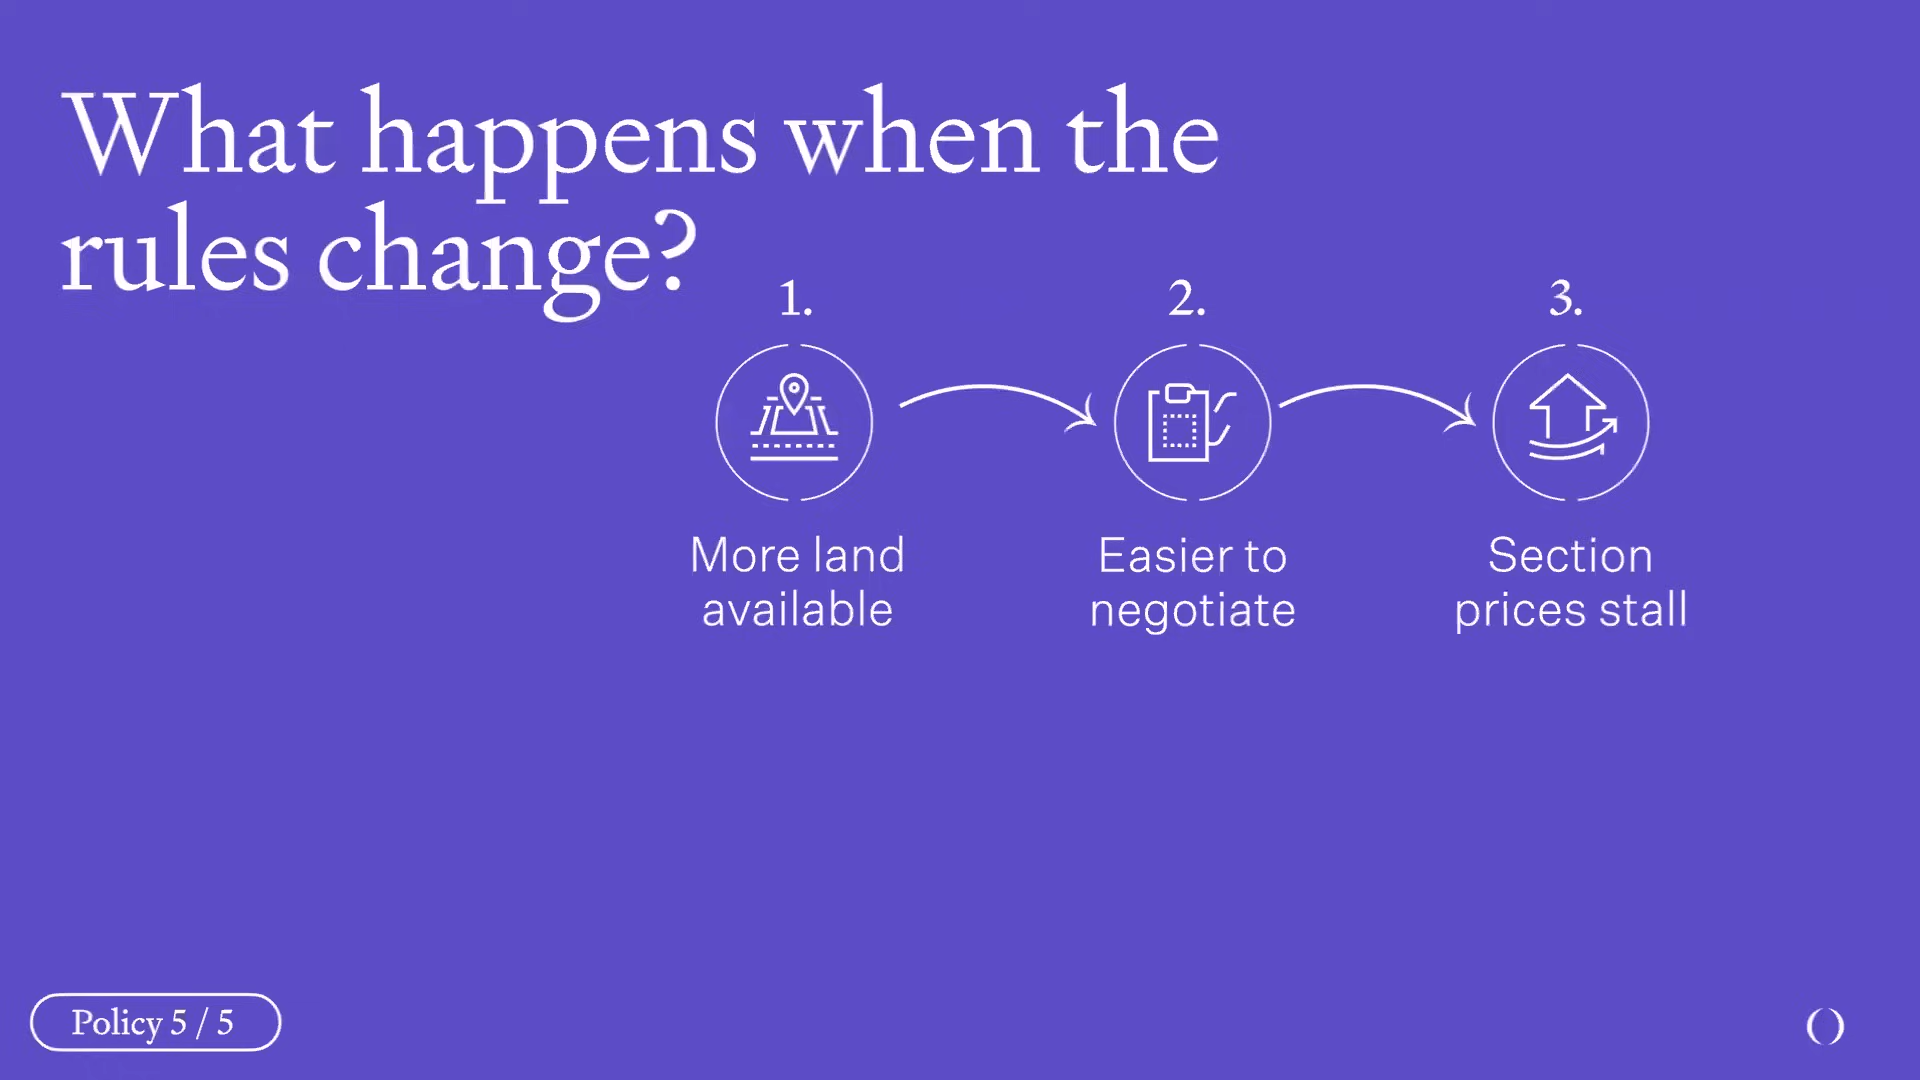 What happens when the
rules change?
1.
More land
available
2.
Easier to
negotiate
3.
Section
prices stall
Policy 5 / 5